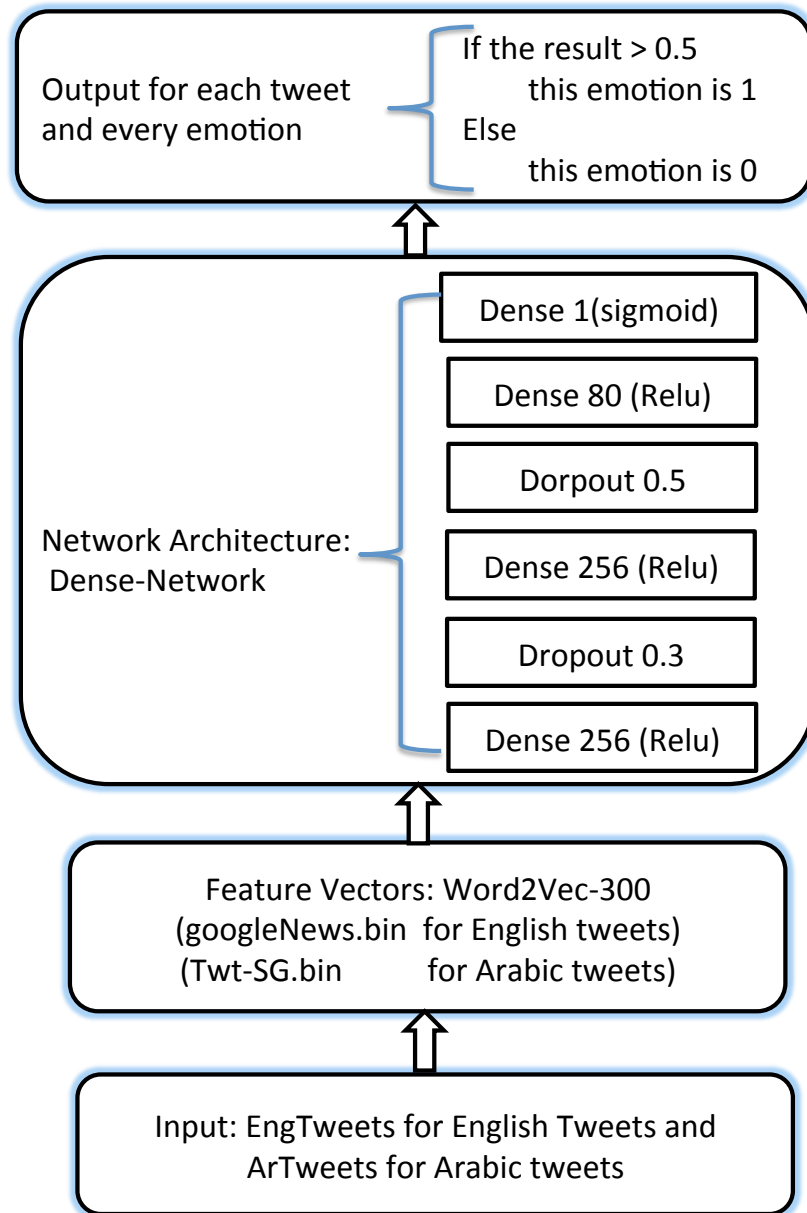 Output for each tweet
and every emotion
If the result > 0.5
this emotion is 1
Else
this emotion is 0
Network Architecture:
Dense-Network
Dense 1(sigmoid)
Dense 80 (Relu)
Dorpout 0.5
Dense 256 (Relu)
Dropout 0.3
Dense 256 (Relu)
Feature Vectors: Word2Vec-300
(googleNews.bin for English tweets)
(Twt-SG.bin for Arabic tweets)
Input: EngTweets for English Tweets and
ArTweets for Arabic tweets